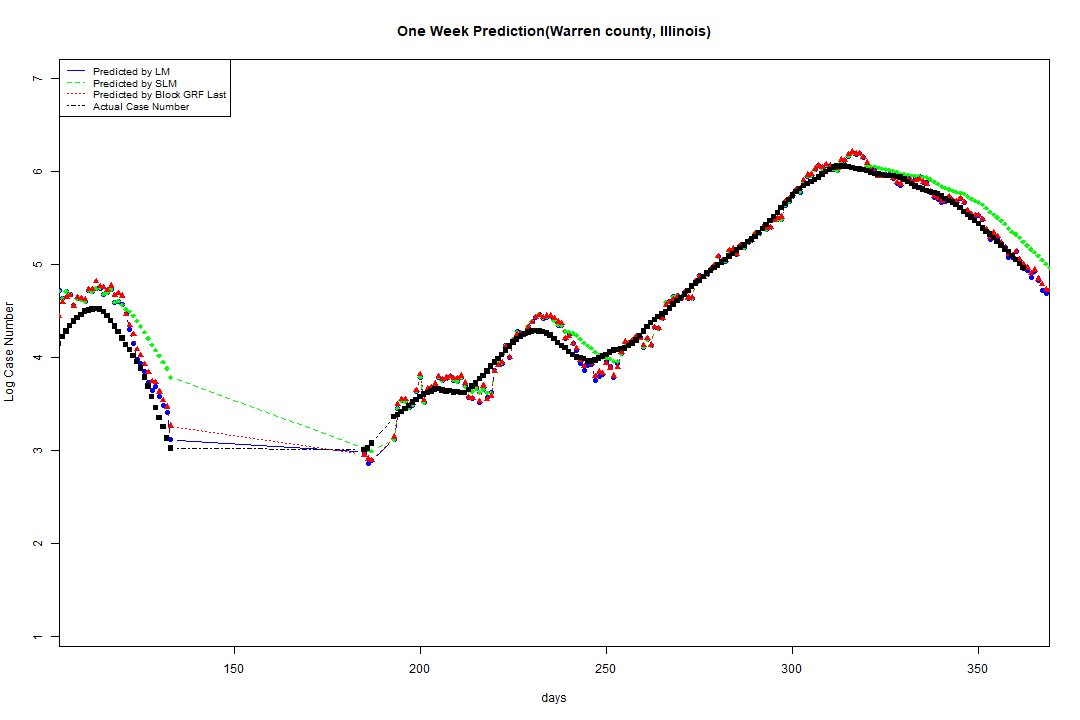 One Week Prediction(Warren county, Illinois)
Predicted by LM
Predicted by SLM
Predicted by Block GRF Last
Actual Case Number
7
6
5
4
3
2
1
Log Case Number
150 200 250 300 350
days